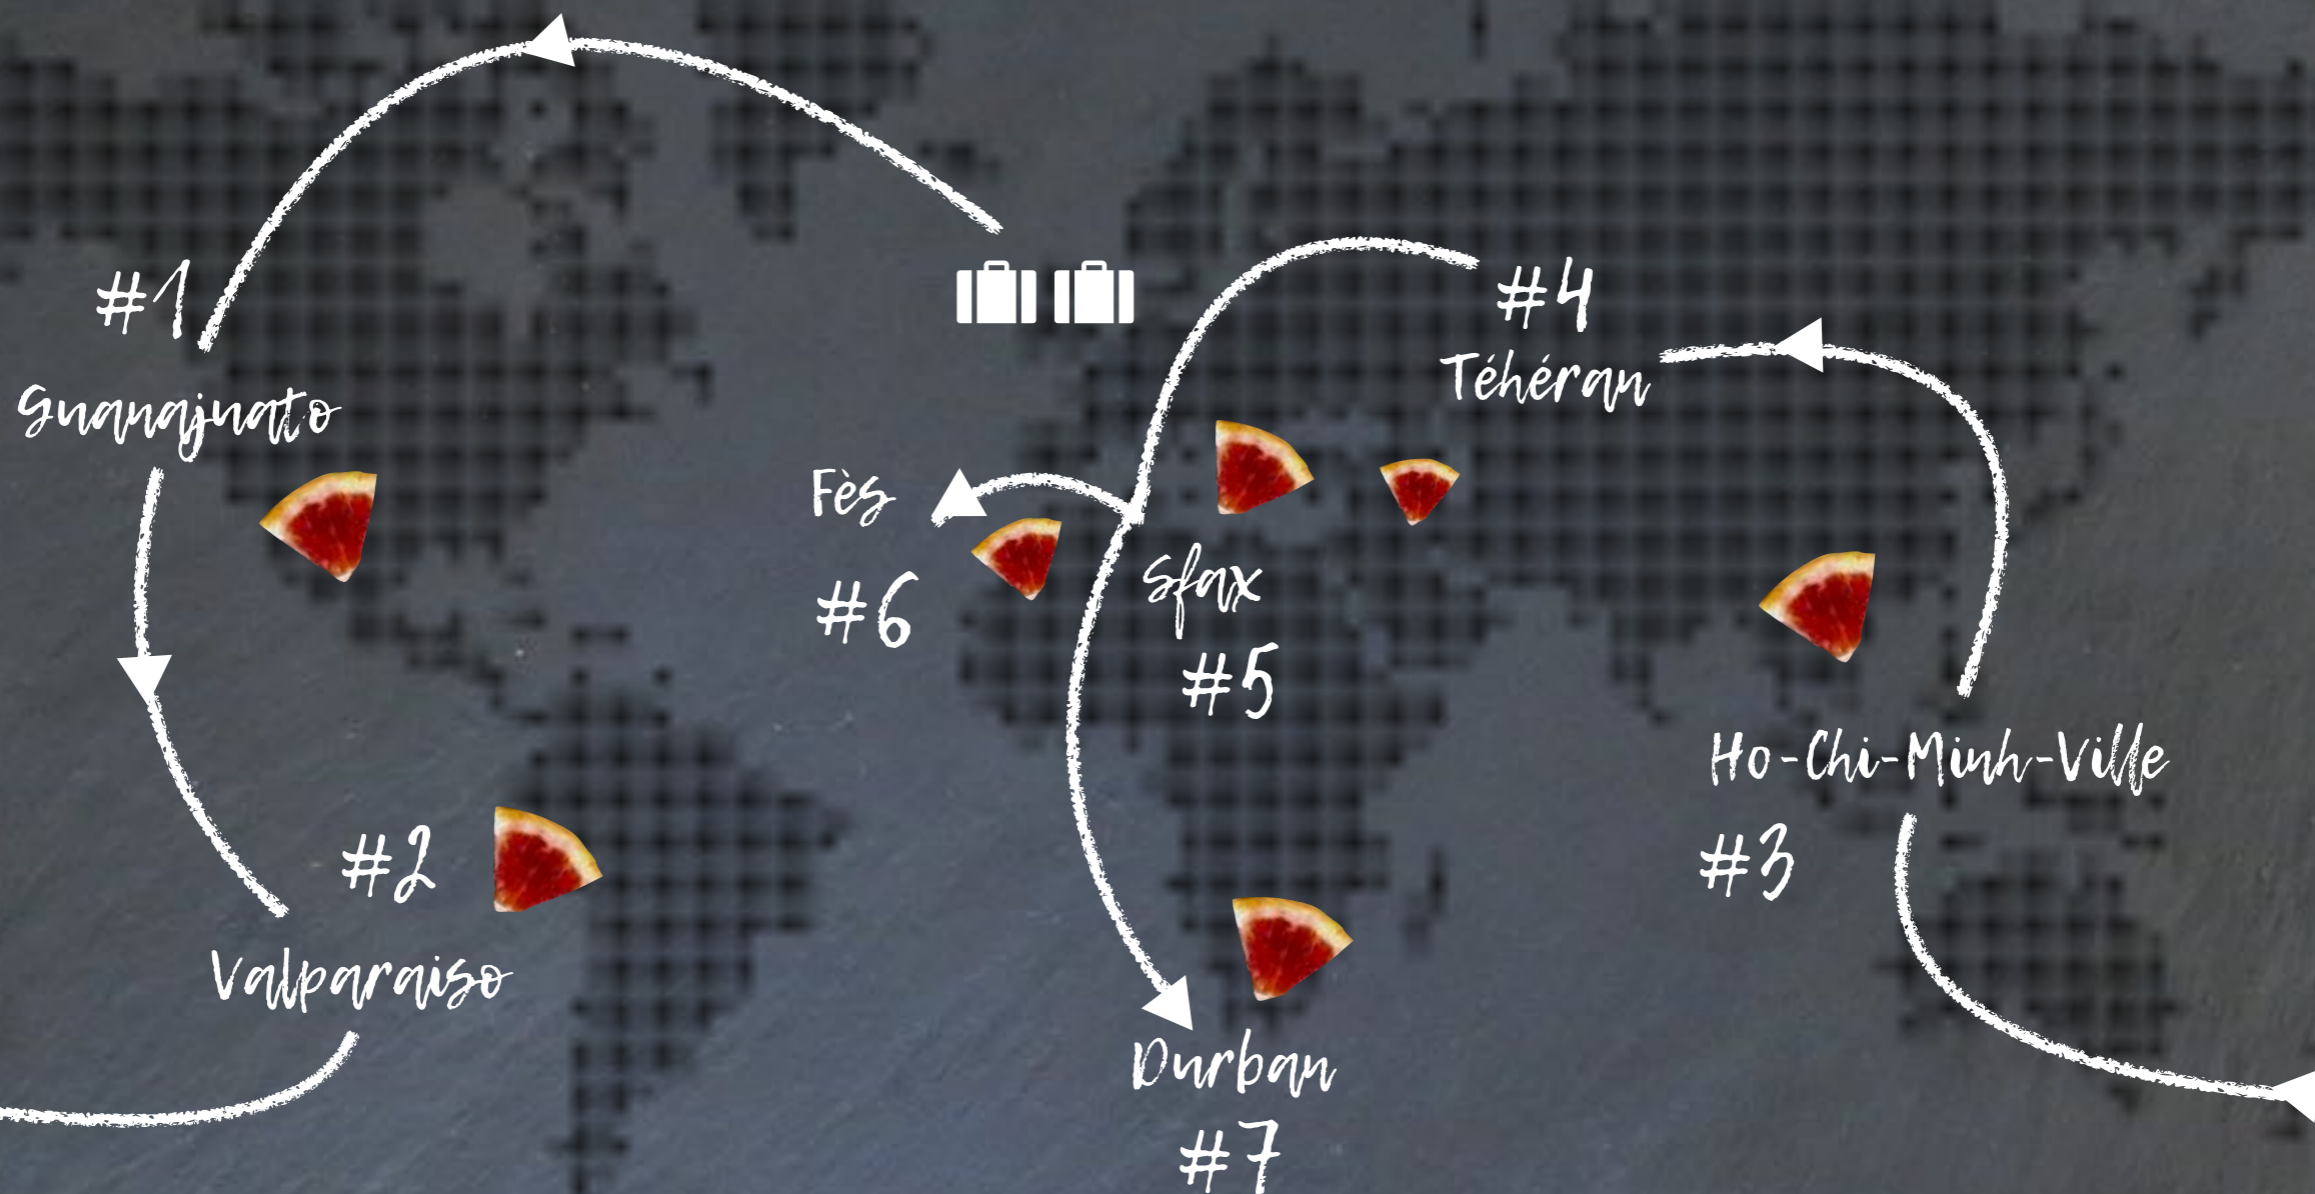 #1
Guanajuato
#2
Valparaiso
Ho-Chi-Minh-Ville
#3
#4
Téhéran
Sfax
#5
Fès
#6
Durban
#7